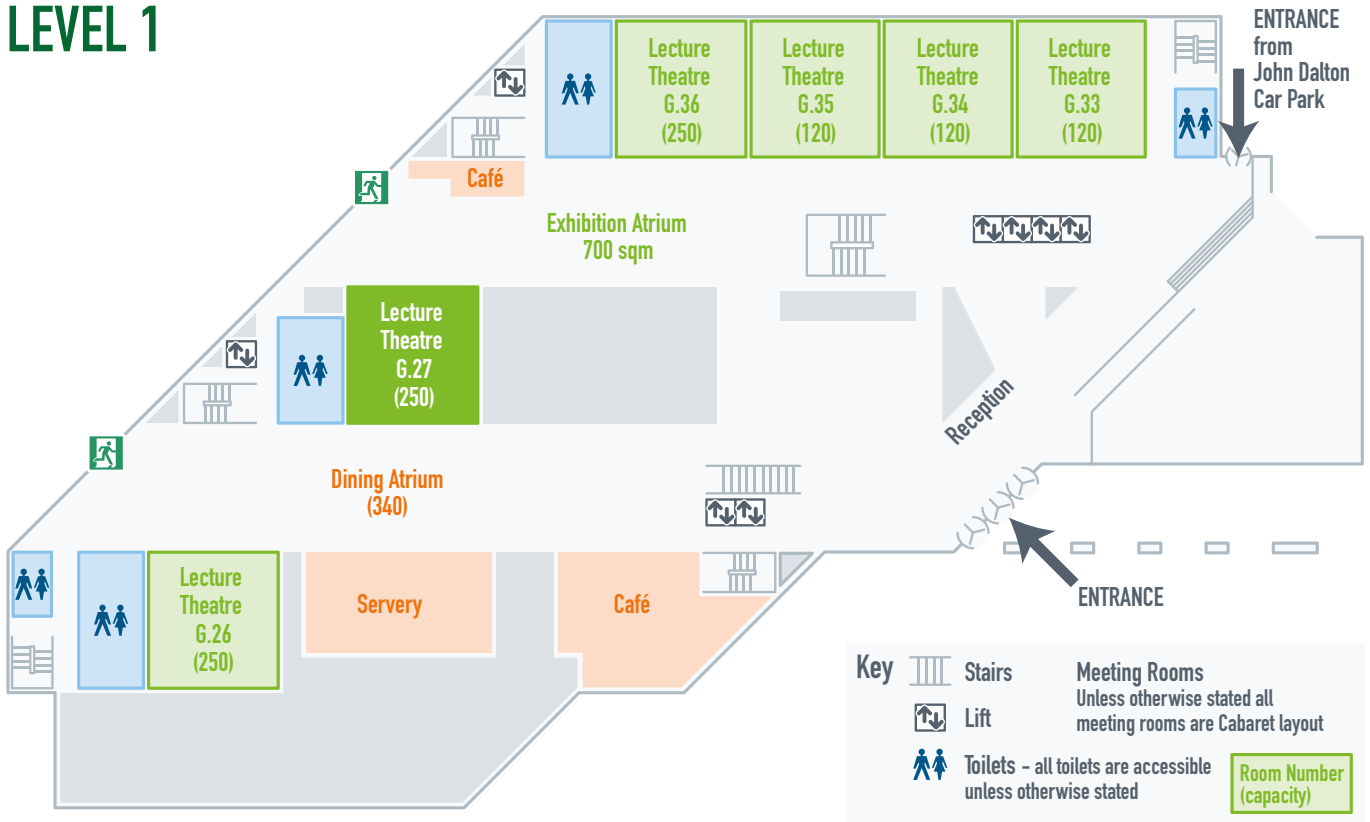 LEVEL 1
ENTRANCE
from
John Dalton
Car Park
Lecture
Theatre
G.36
(250)
Lecture
Theatre
G.35
(120)
Lecture
Theatre
G.34
(120)
Lecture
Theatre
G.33
(120)
Café
Exhibition Atrium
700 sqm
Lecture
Theatre
G.27
(250)
Reception
Dining Atrium
(340)
Lecture
Theatre
G.26
(250)
Servery
Café
ENTRANCE
Key
Stairs
Lift
Toilets - all toilets are accessible
unless otherwise stated
Meeting Rooms
Unless otherwise stated all
meeting rooms are Cabaret layout
Room Number
(capacity)